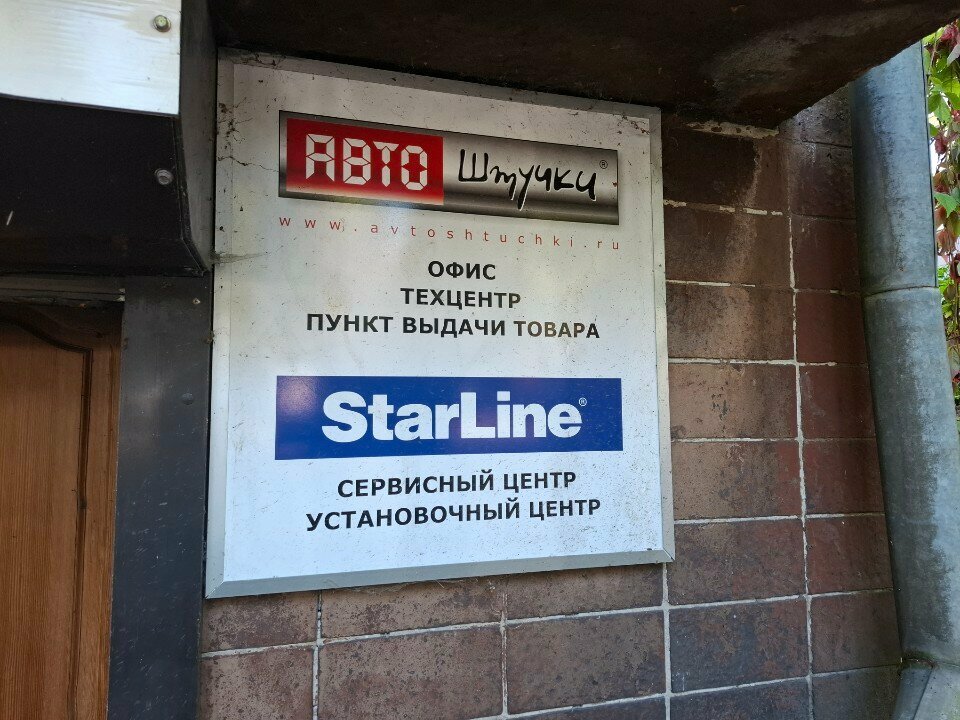 АВТО Штучки®
www.avtoshtuchki.ru
ОФИС
ТЕХЦЕНТР
ПУНКТ ВЫДАЧИ ТОВАРА
StarLine®
СЕРВИСНЫЙ ЦЕНТР
УСТАНОВОЧНЫЙ ЦЕНТР